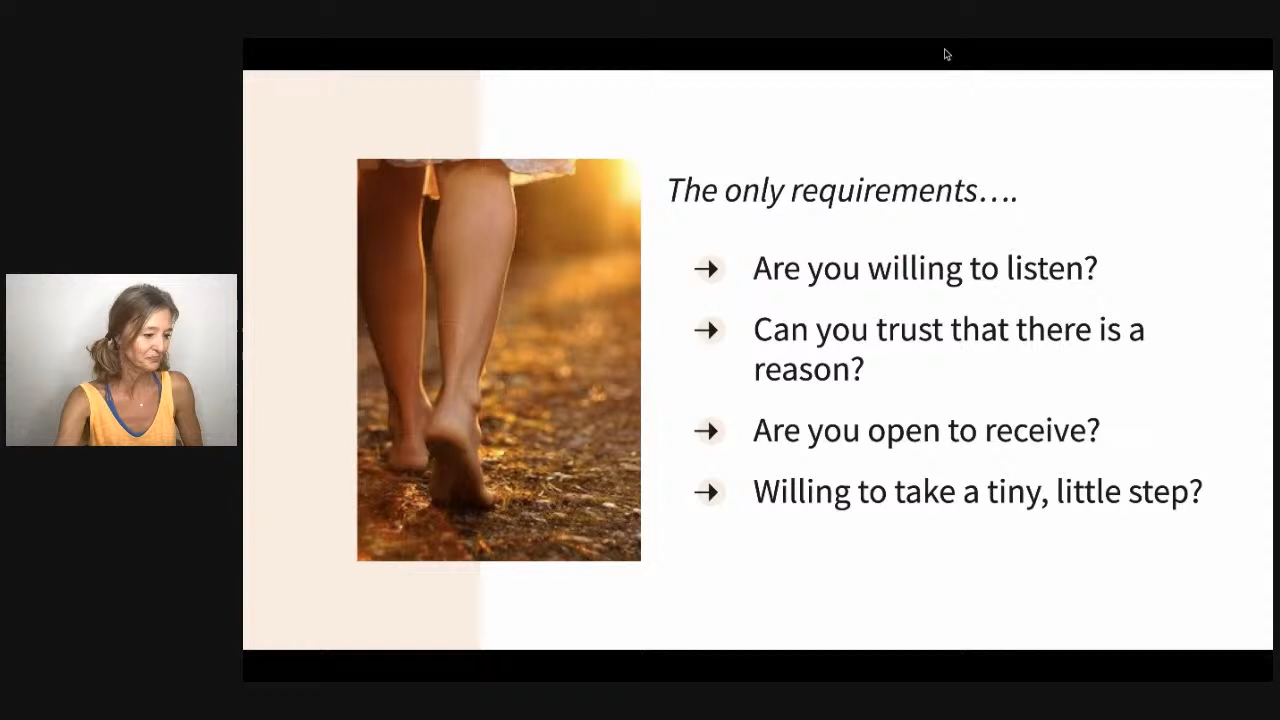 The only requirements….
Are you willing to listen?
Can you trust that there is a
reason?
Are you open to receive?
Willing to take a tiny, little step?